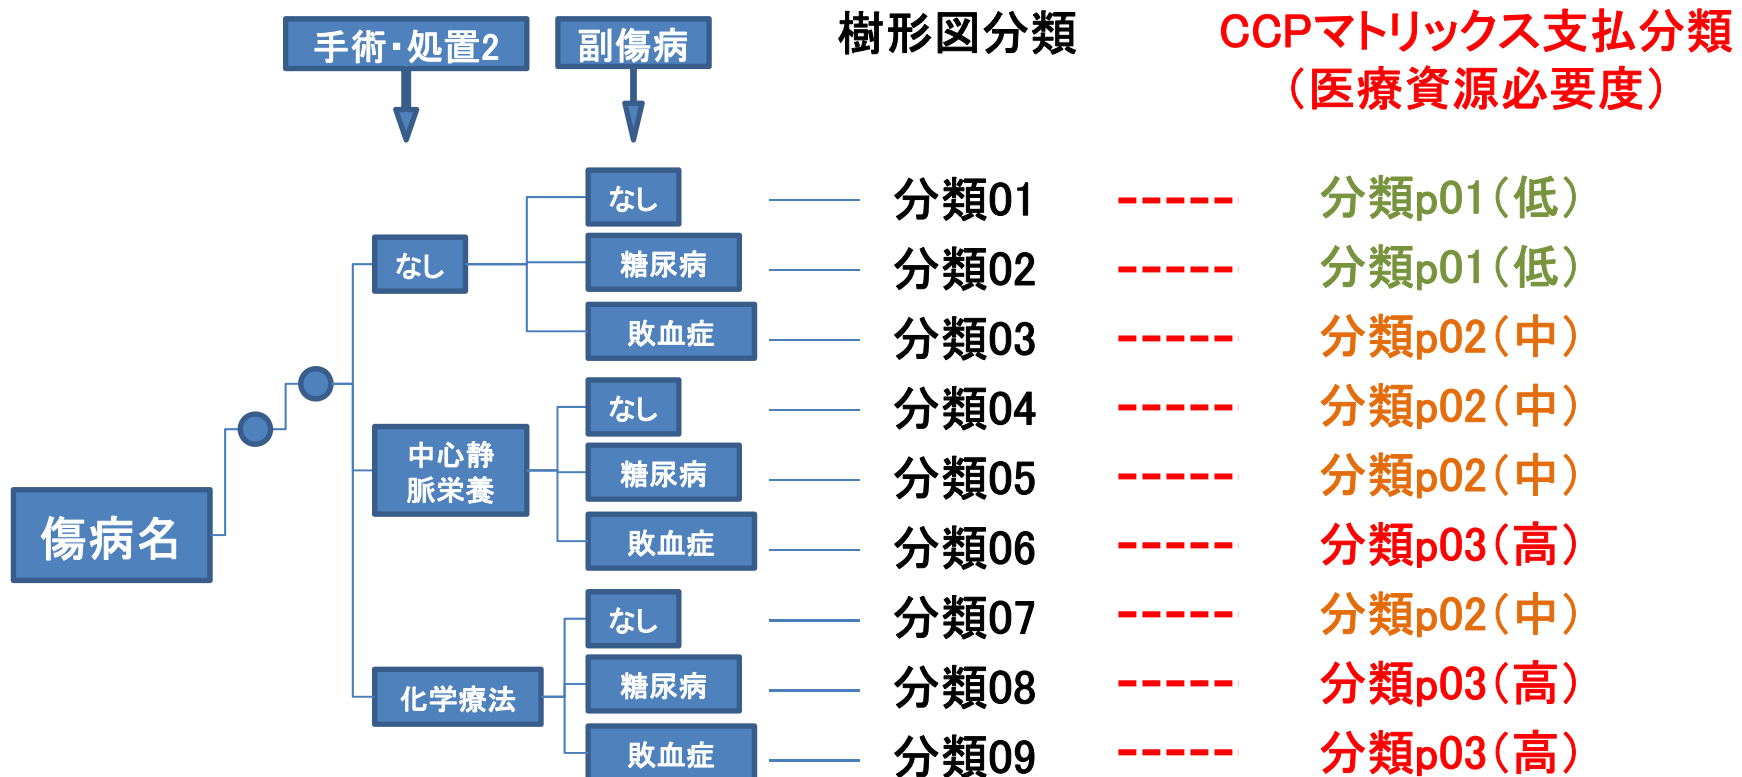 手術・処置2
副傷病
樹形図分類
CCPマトリックス支払分類
（医療資源必要度）
なし
分類01
分類p01（低）
なし
糖尿病
分類02
分類p01（低）
敗血症
分類03
分類p02（中）
なし
分類04
分類p02（中）
中心静
脈栄養
糖尿病
分類05
分類p02（中）
傷病名
敗血症
分類06
分類p03（高）
なし
分類07
分類p02（中）
化学療法
糖尿病
分類08
分類p03（高）
敗血症
分類09
分類p03（高）